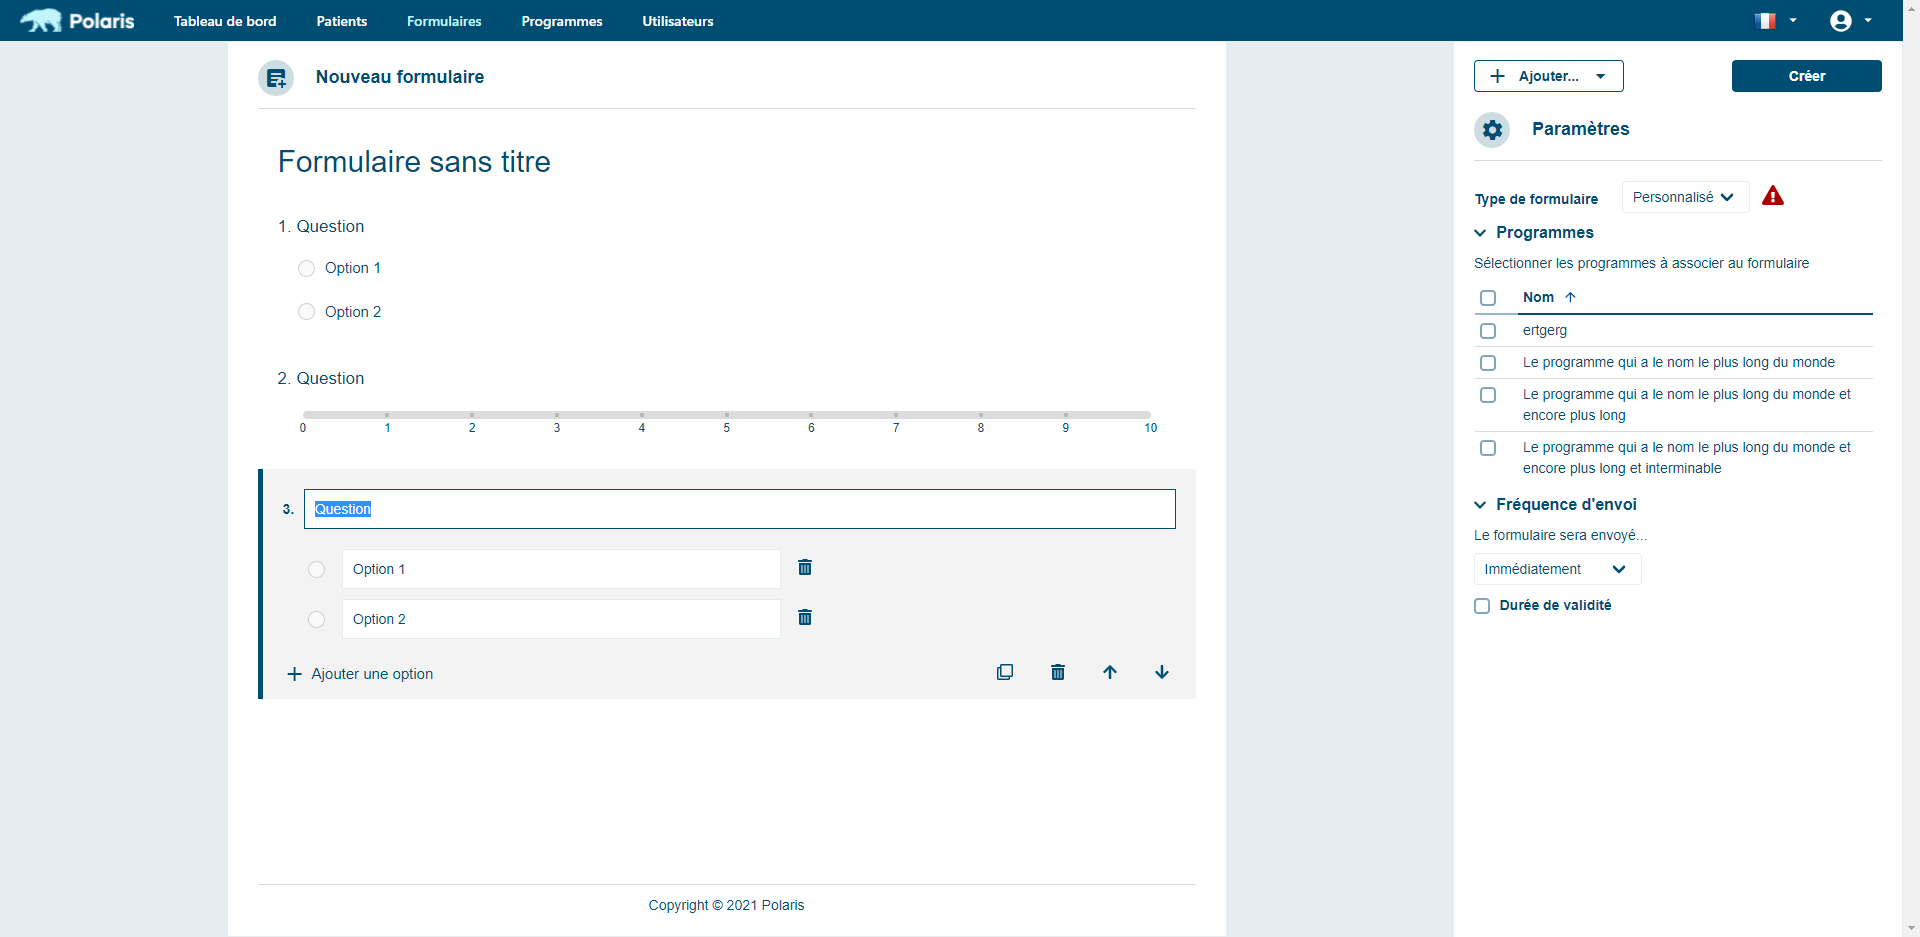 Polaris
Tableau de bord
Patients
Formulaires
Programmes
Utilisateurs
Nouveau formulaire
Formulaire sans titre
1. Question
Option 1
Option 2
2. Question
0 1 2 3 4 5 6 7 8 9 10
3. Question
Option 1
Option 2
Ajouter une option
Copyright © 2021 Polaris
Ajouter...
Créer
Paramètres
Type de formulaire
Personnalisé
Programmes
Sélectionner les programmes à associer au formulaire
Nom
ertgerg
Le programme qui a le nom le plus long du monde
Le programme qui a le nom le plus long du monde et
encore plus long
Le programme qui a le nom le plus long du monde et
encore plus long et interminable
Fréquence d'envoi
Le formulaire sera envoyé...
Immédiatement
Durée de validité